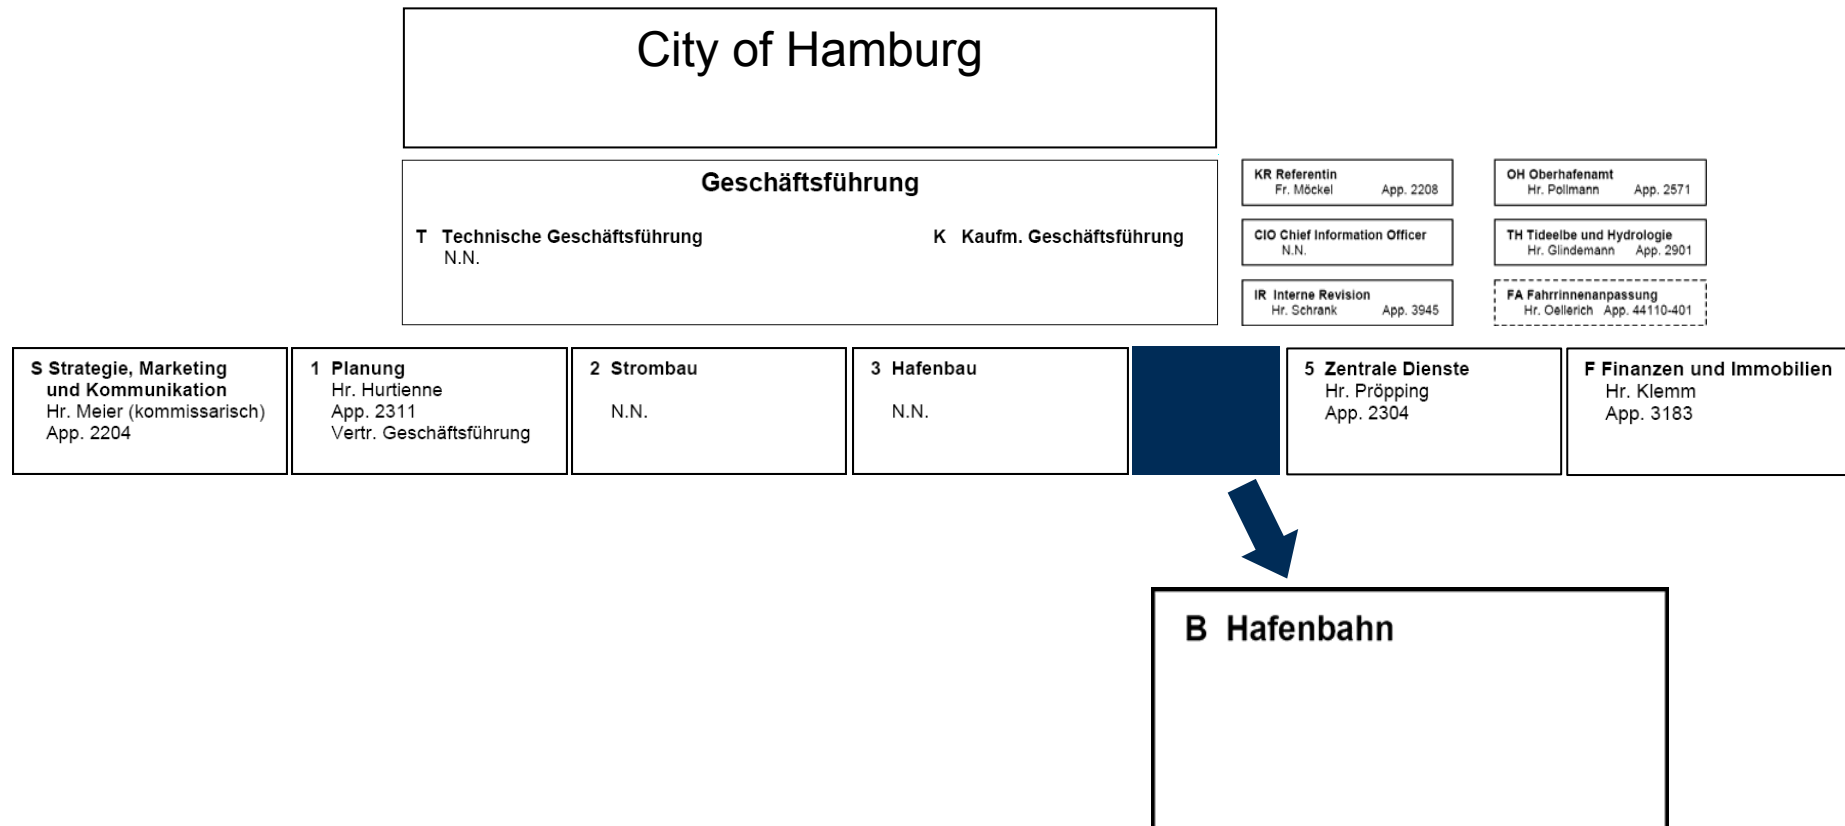 City of Hamburg
Geschäftsführung
T Technische Geschäftsführung
N.N.
K Kaufm. Geschäftsführung
KR Referentin
Fr. Möckel App. 2208
OH Oberhafenamt
Hr. Pollmann App. 2571
CIO Chief Information Officer
N.N.
TH Tideelbe und Hydrologie
Hr. Glindemann App. 2901
IR Interne Revision
Hr. Schrank App. 3945
FA Fahrrinnenanpassung
Hr. Oellerich App. 44110-401
S Strategie, Marketing
und Kommunikation
Hr. Meier (kommissarisch)
App. 2204
1 Planung
Hr. Hurtienne
App. 2311
Vertr. Geschäftsführung
2 Strombau
N.N.
3 Hafenbau
N.N.
5 Zentrale Dienste
Hr. Pröpping
App. 2304
F Finanzen und Immobilien
Hr. Klemm
App. 3183
B Hafenbahn